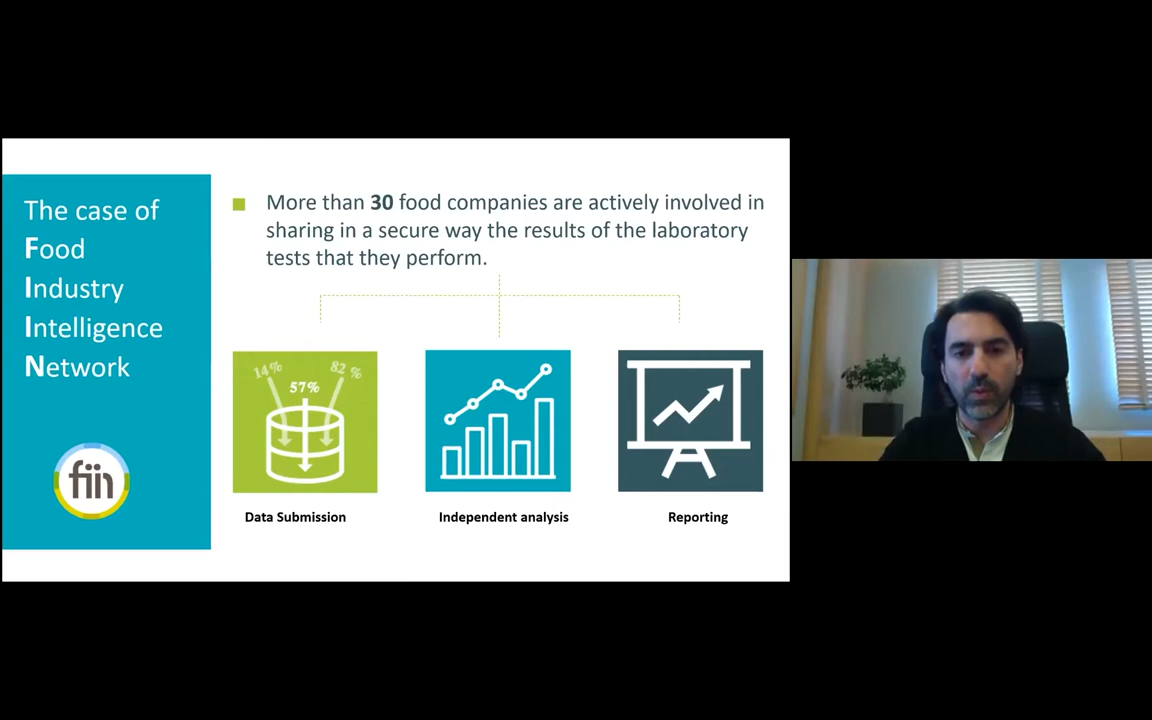 The case of
Food
Industry
Intelligence
Network
fiin
More than 30 food companies are actively involved in
sharing in a secure way the results of the laboratory
tests that they perform.
14%
57%
82 %
Data Submission
Independent analysis
Reporting